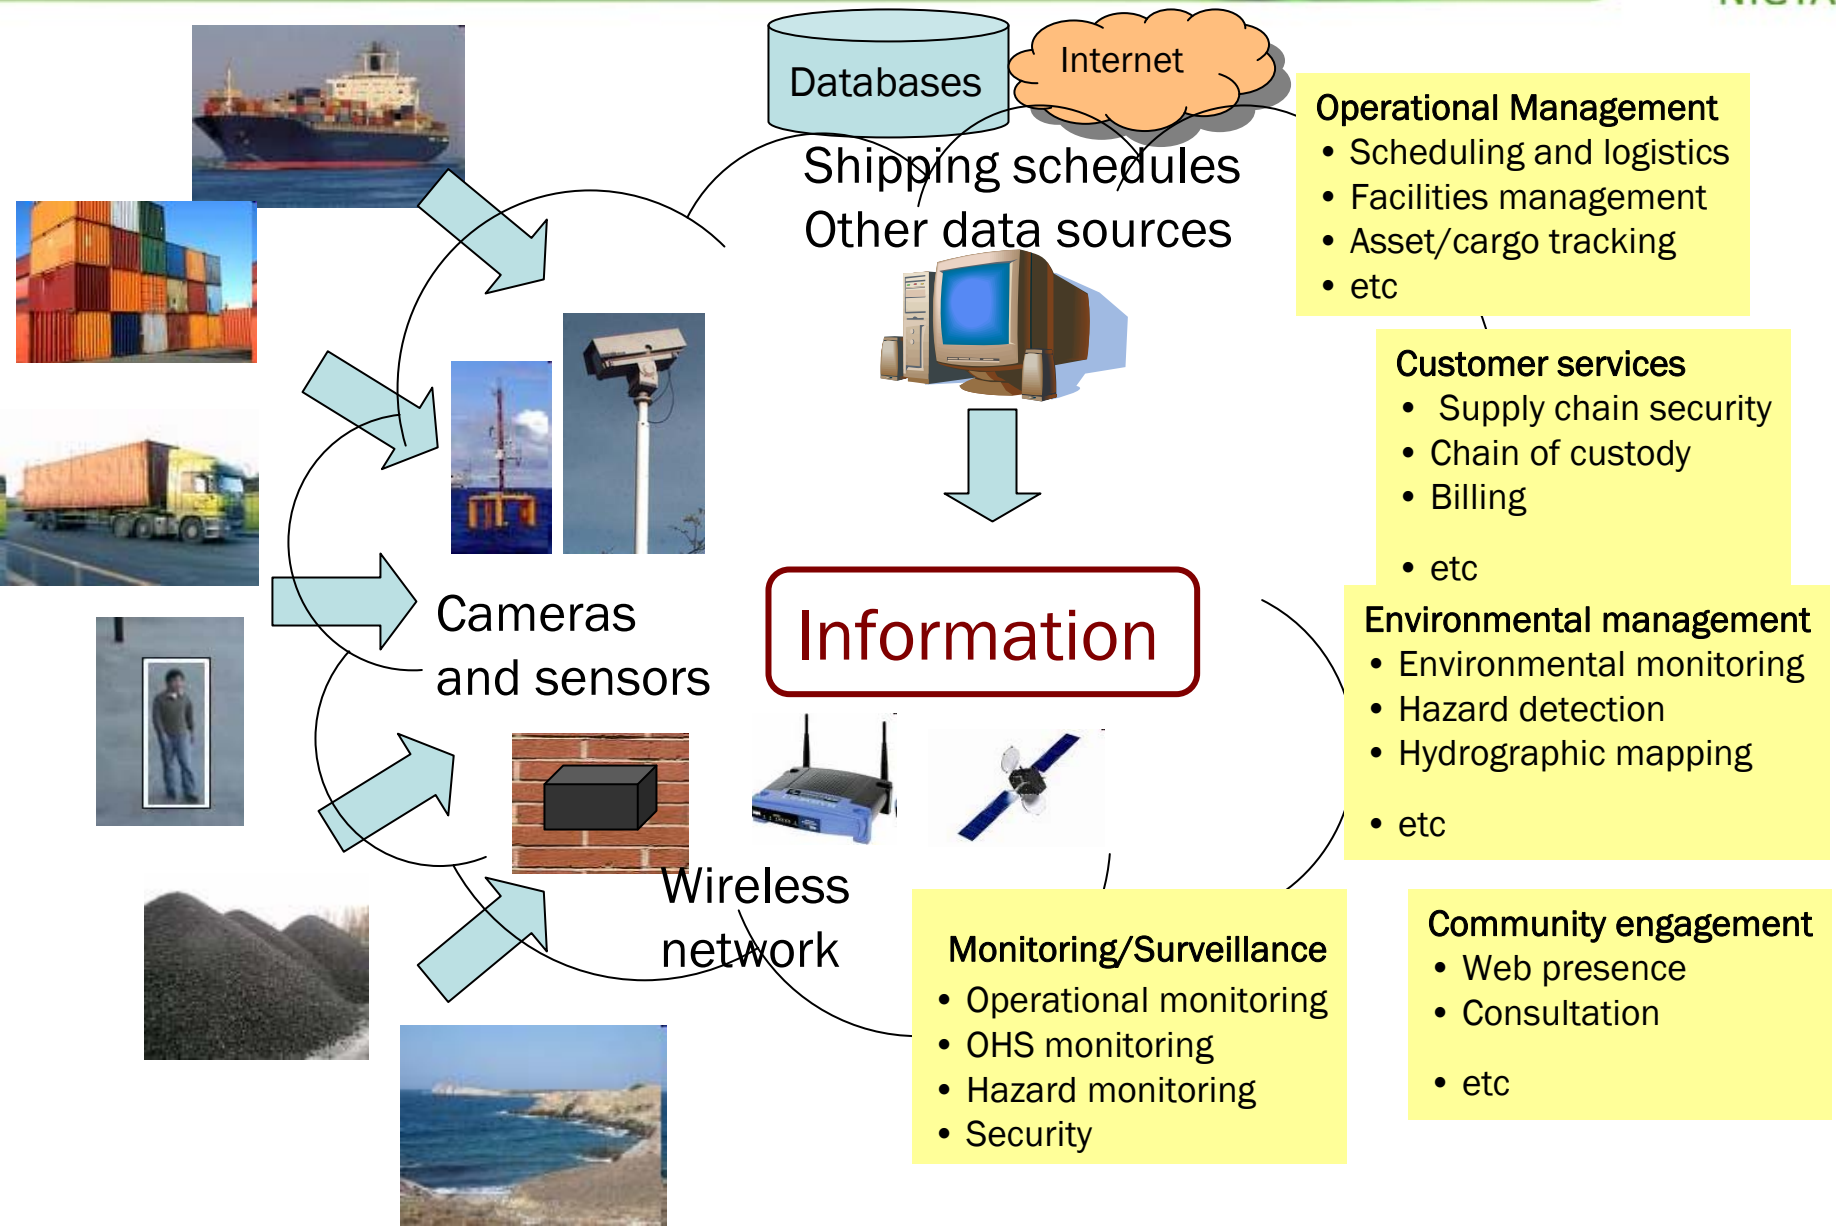 Databases
Internet
Shipping schedules
Other data sources
Operational Management
• Scheduling and logistics
• Facilities management
• Asset/cargo tracking
• etc
Customer services
• Supply chain security
• Chain of custody
• Billing
• etc
Cameras
and sensors
Information
Environmental management
• Environmental monitoring
• Hazard detection
• Hydrographic mapping
• etc
Wireless
network
Monitoring/Surveillance
• Operational monitoring
• OHS monitoring
• Hazard monitoring
• Security
Community engagement
• Web presence
• Consultation
• etc